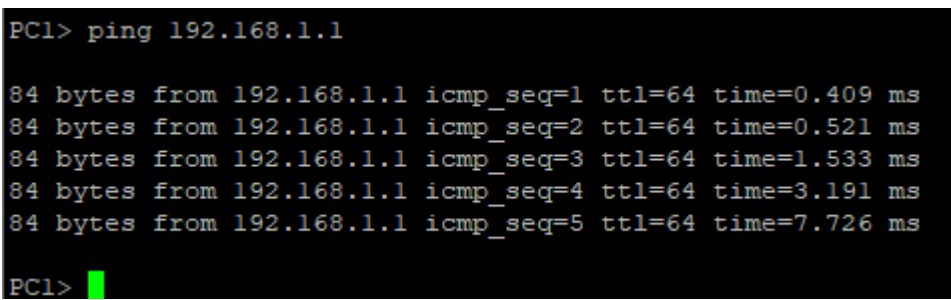 PC1> ping 192.168.1.1
84 bytes from 192.168.1.1 icmp_seq=1 ttl=64 time=0.409 ms
84 bytes from 192.168.1.1 icmp_seq=2 ttl=64 time=0.521 ms
84 bytes from 192.168.1.1 icmp_seq=3 ttl=64 time=1.533 ms
84 bytes from 192.168.1.1 icmp_seq=4 ttl=64 time=3.191 ms
84 bytes from 192.168.1.1 icmp_seq=5 ttl=64 time=7.726 ms
PC1>